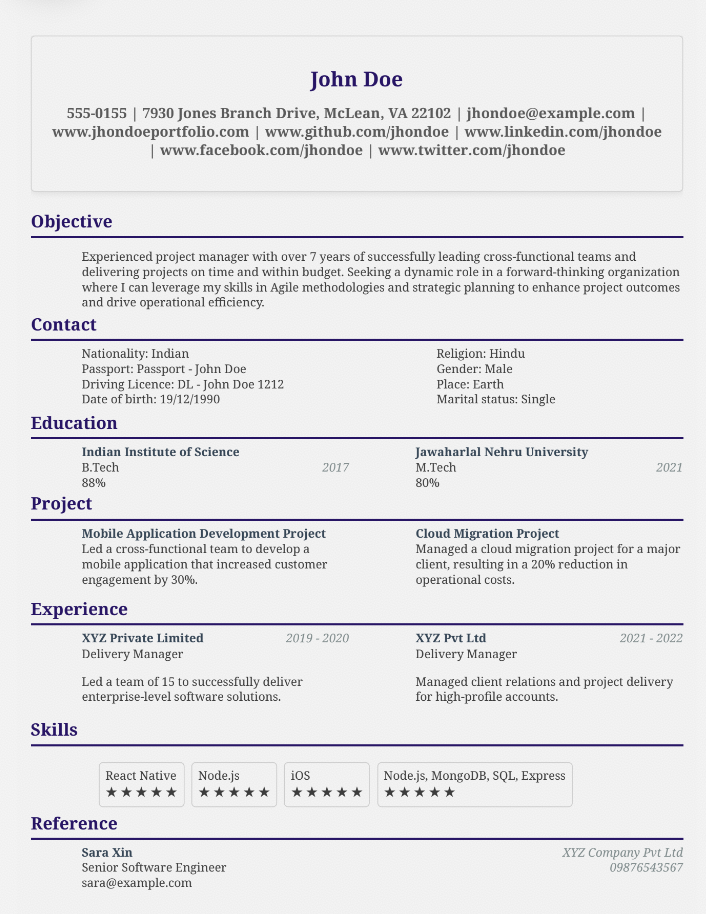 John Doe
555-0155 | 7930 Jones Branch Drive, McLean, VA 22102 | jhondoe@example.com |
www.jhondoeportfolio.com | www.github.com/jhondoe | www.linkedin.com/jhondoe
| www.facebook.com/jhondoe | www.twitter.com/jhondoe
Objective
Experienced project manager with over 7 years of successfully leading cross-functional teams and
delivering projects on time and within budget. Seeking a dynamic role in a forward-thinking organization
where I can leverage my skills in Agile methodologies and strategic planning to enhance project outcomes
and drive operational efficiency.
Contact
Nationality: Indian
Passport: Passport - John Doe
Driving Licence: DL - John Doe 1212
Date of birth: 19/12/1990
Religion: Hindu
Gender: Male
Place: Earth
Marital status: Single
Education
Indian Institute of Science
B.Tech 2017
88%
Jawaharlal Nehru University
M.Tech 2021
80%
Project
Mobile Application Development Project
Led a cross-functional team to develop a
mobile application that increased customer
engagement by 30%.
Cloud Migration Project
Managed a cloud migration project for a major
client, resulting in a 20% reduction in
operational costs.
Experience
XYZ Private Limited 2019 - 2020
Delivery Manager
Led a team of 15 to successfully deliver
enterprise-level software solutions.
XYZ Pvt Ltd 2021 - 2022
Delivery Manager
Managed client relations and project delivery
for high-profile accounts.
Skills
React Native
★★★★★
Node.js
★★★★★
iOS
★★★★★
Node.js, MongoDB, SQL, Express
★★★★★
Reference
Sara Xin XYZ Company Pvt Ltd
Senior Software Engineer 09876543567
sara@example.com